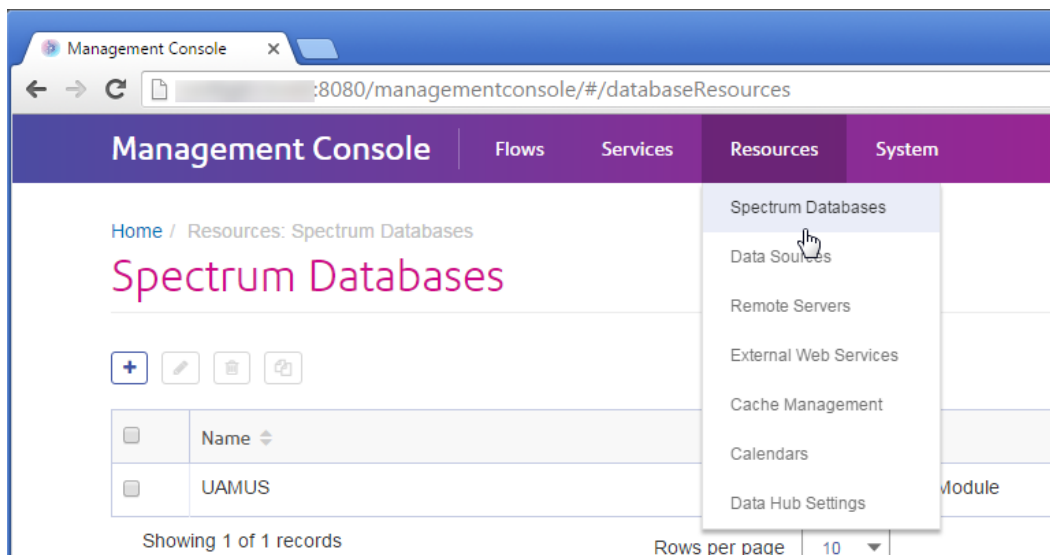 Management Console
:8080/managementconsole/#/databaseResources
Management Console Flows Services Resources System
Spectrum Databases
Data Sources
Remote Servers
External Web Services
Cache Management
Calendars
Data Hub Settings
Home / Resources: Spectrum Databases
Spectrum Databases
Name
UAMUS Module
Showing 1 of 1 records Rows per page 10